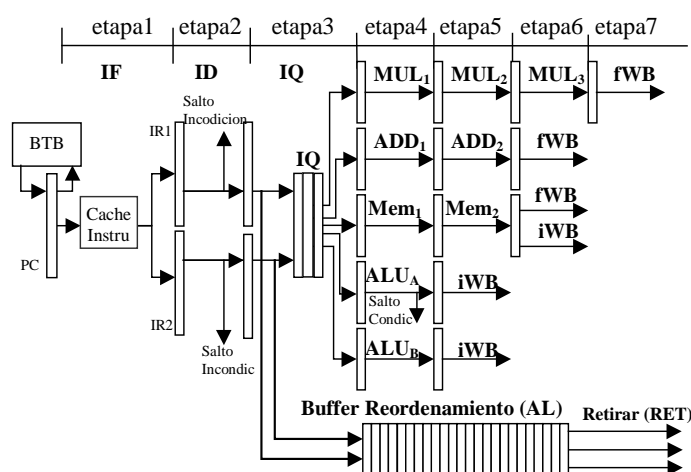 etapa1 etapa2 etapa3 etapa4 etapa5 etapa6 etapa7
IF ID IQ MUL1 MUL2 MUL3 fWB
Salto
Incodicion
BTB
IR1
IQ
ADD1 ADD2 fWB
fWB
Mem1 Mem2
iWB
Cache
Instru
PC
ALUA iWB
Salto
Condic
IR2
Salto
Incondic
ALUB iWB
Buffer Reordenamiento (AL) Retirar (RET)